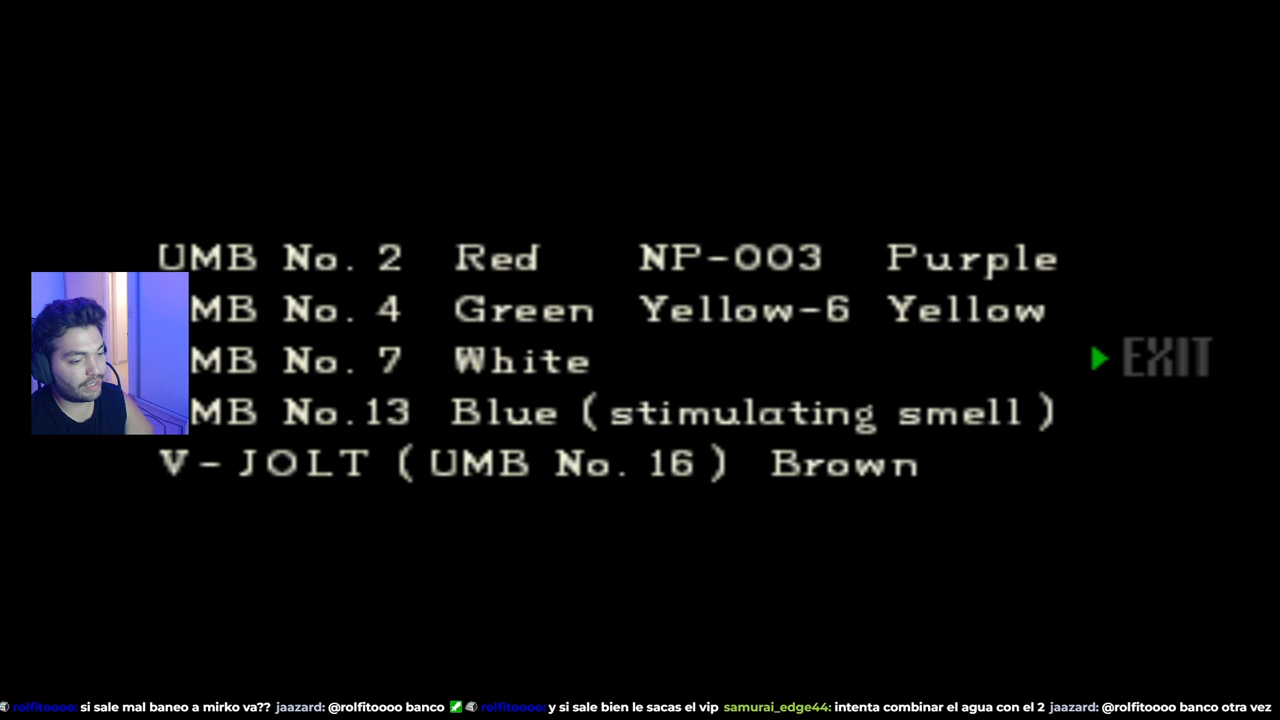 UMB No. 2 Red NP-003 Purple
MB No. 4 Green Yellow-6 Yellow
MB No. 7 White
EXIT
MB No.13 Blue (stimulating smell)
V-JOLT (UMB No. 16) Brown
rolfitoooo: si sale mal baneo a mirko va?? jaazard: @rolfitoooo banco rolfitoooo: y si sale bien le sacas el vip samurai_edge44: intenta combinar el agua con el 2 jaazard: @rolfitoooo banco otra vez